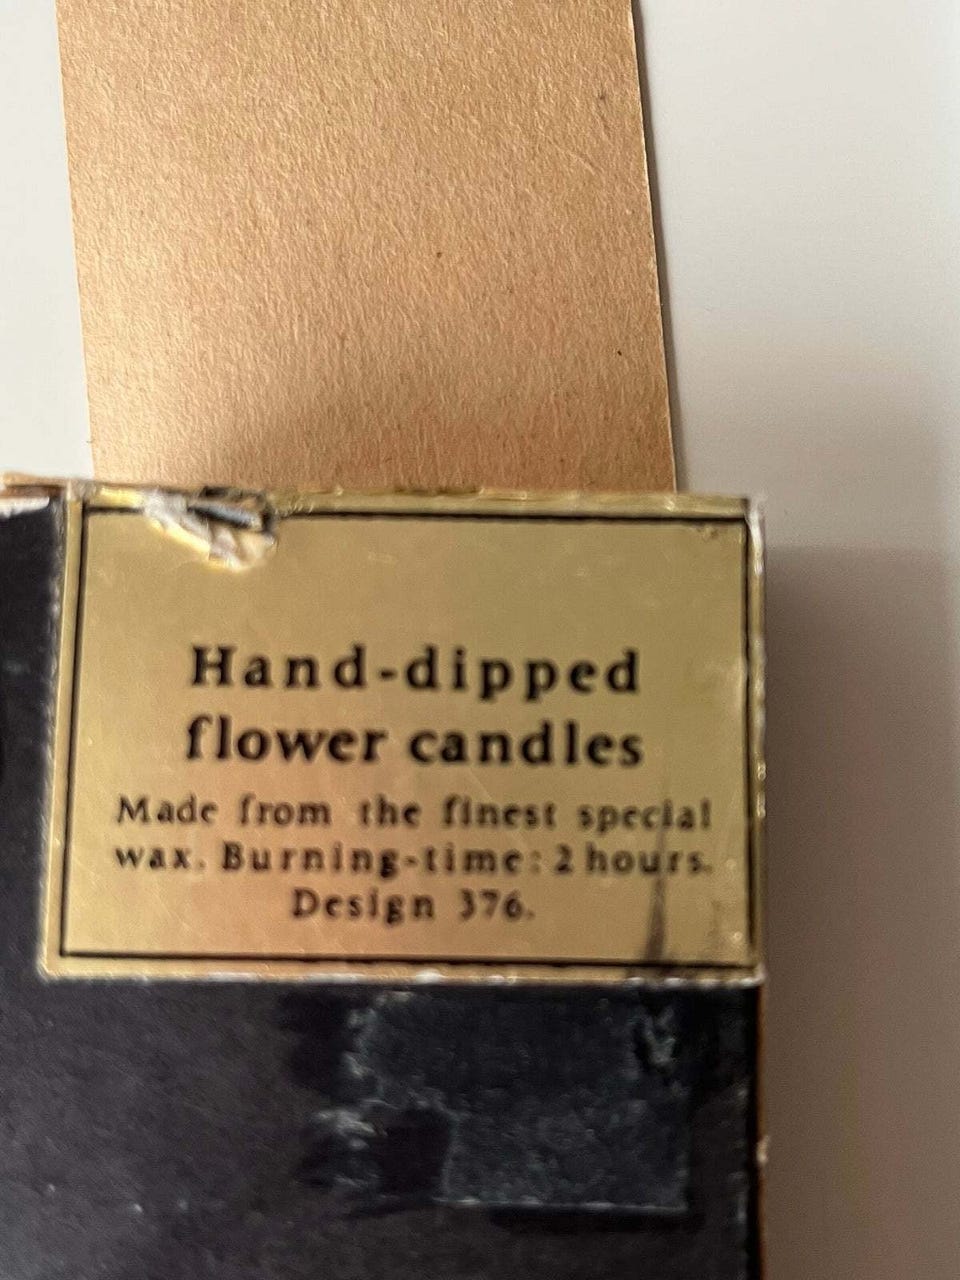 Hand-dipped
flower candles
Made from the finest special
wax. Burning-time: 2 hours.
Design 376.